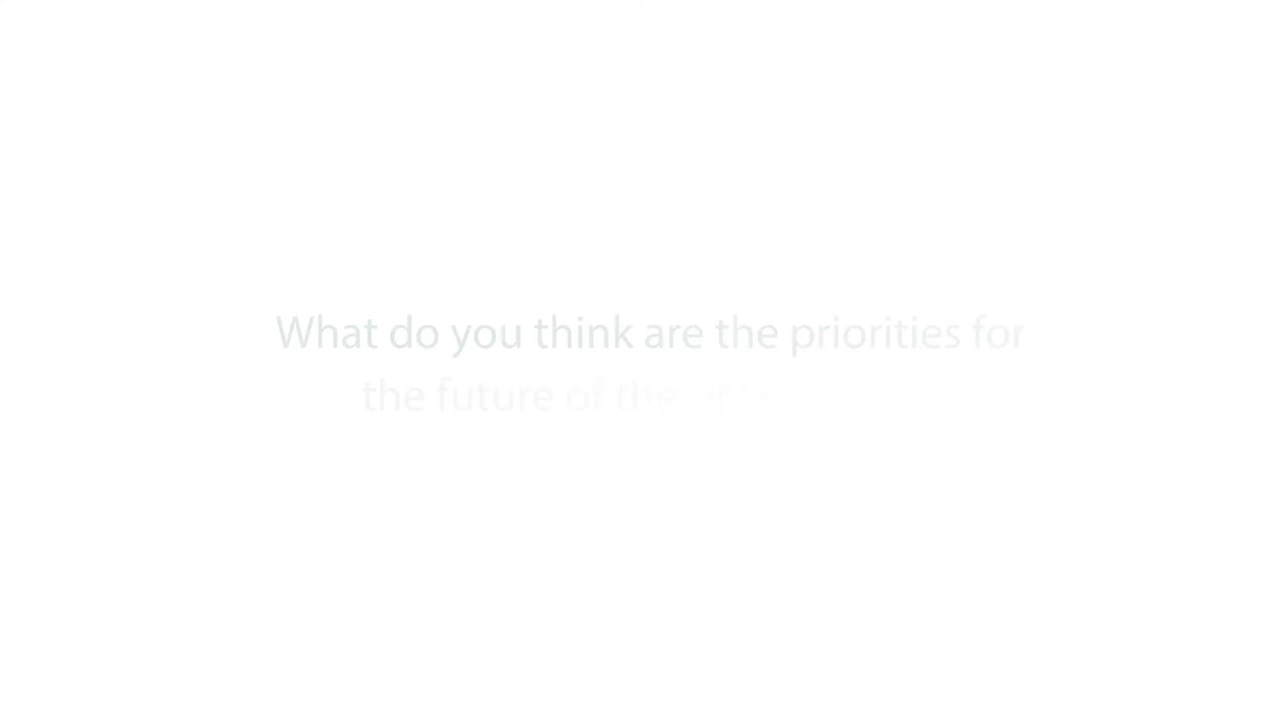 What do you think are the priorities for
the future of the